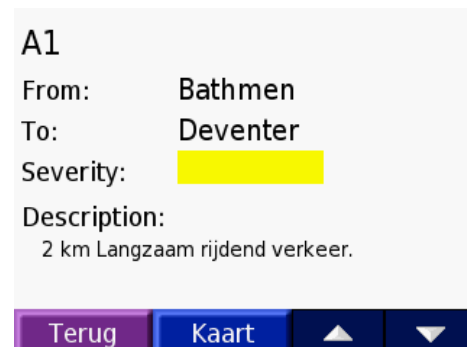 A1
From: Bathmen
To: Deventer
Severity:
Description:
2 km Langzaam rijdend verkeer.
Terug Kaart